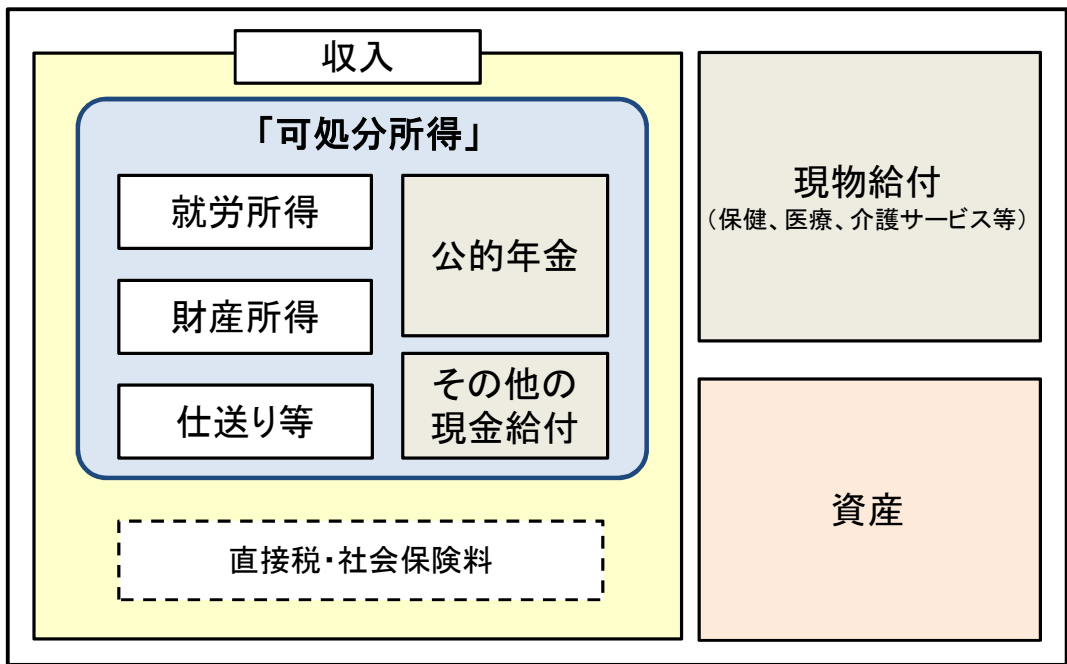 収入
「可処分所得」
就労所得
財産所得
仕送り等
公的年金
その他の
現金給付
直接税・社会保険料
現物給付
（保健、医療、介護サービス等）
資産